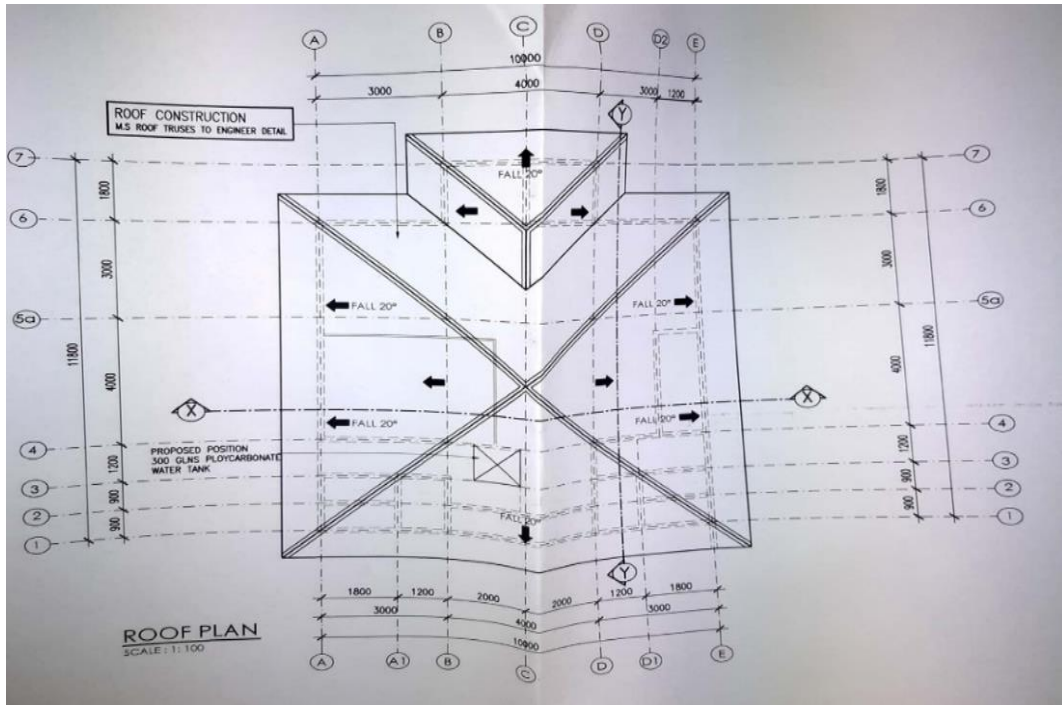 A B C D D2 E
10000
3000 4000 3000 1200
Y
ROOF CONSTRUCTION
M.S ROOF TRUSES TO ENGINEER DETAIL
7 7
FALL 20°
1800 1800
6 6
3000 3000
FALL 20° FALL 20°
5a 5a
11800 11800
4000 4000
X X
FALL 20° FALL 20°
4 4
PROPOSED POSITION
300 GLNS PLOYCARBONATE
WATER TANK
1200 1200
3 3
900 900
2 2
FALL 20°
900 900
1 1
Y
1800 1200 2000 2000 1200 1800
3000 4000 3000
10000
ROOF PLAN
SCALE : 1 : 100
A A1 B C D D1 E